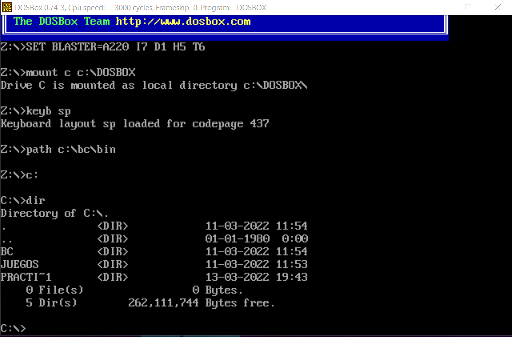 DOSBox 0.74-3, Cpu speed: 3000 cycles, Frameskip 0, Program: DOSBOX
The DOSBox Team http://www.dosbox.com
Z:\>SET BLASTER=A220 I7 D1 H5 T6
Z:\>mount c c:\DOSBOX
Drive C is mounted as local directory c:\DOSBOX\
Z:\>keyb sp
Keyboard layout sp loaded for codepage 437
Z:\>path c:\bc\bin
Z:\>c:
C:\>dir
Directory of C:\.
. <DIR> 11-03-2022 11:54
.. <DIR> 01-01-1980 0:00
BC <DIR> 11-03-2022 11:54
JUEGOS <DIR> 11-03-2022 11:53
PRACTI~1 <DIR> 13-03-2022 19:43
0 File(s) 0 Bytes.
5 Dir(s) 262,111,744 Bytes free.
C:\>